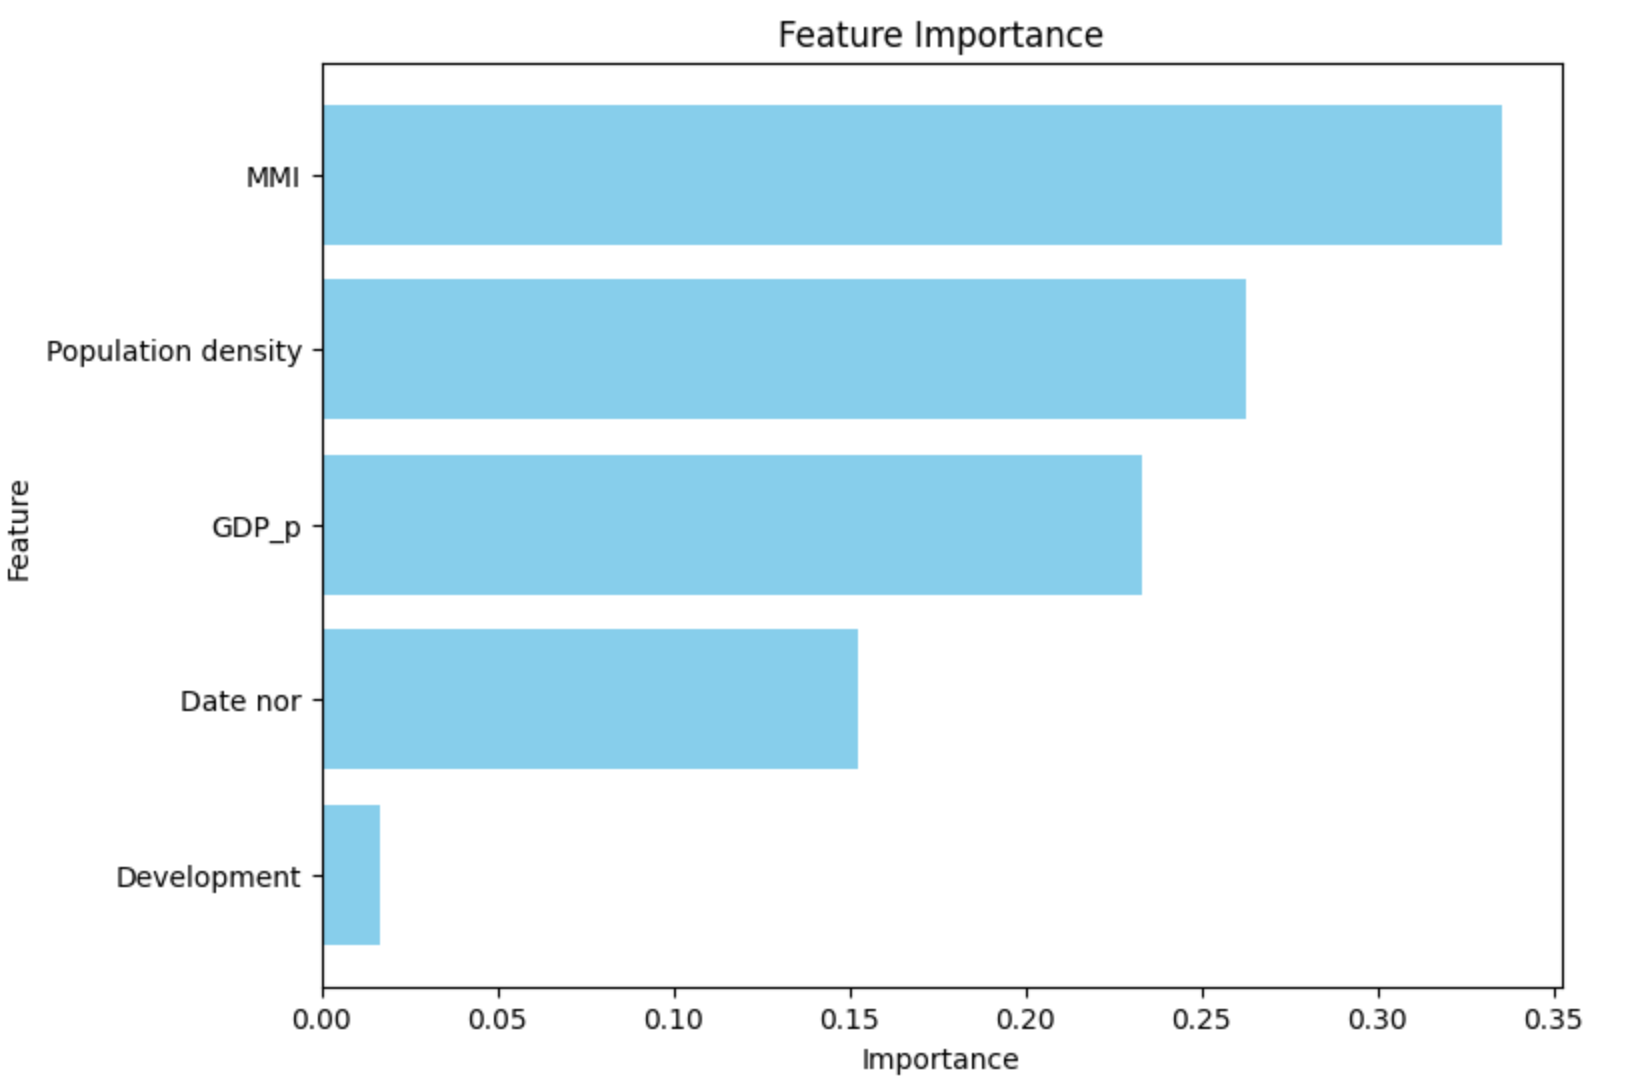 Feature Importance
MMI
Population density
GDP_p
Date nor
Development
Feature
0.00 0.05 0.10 0.15 0.20 0.25 0.30 0.35
Importance